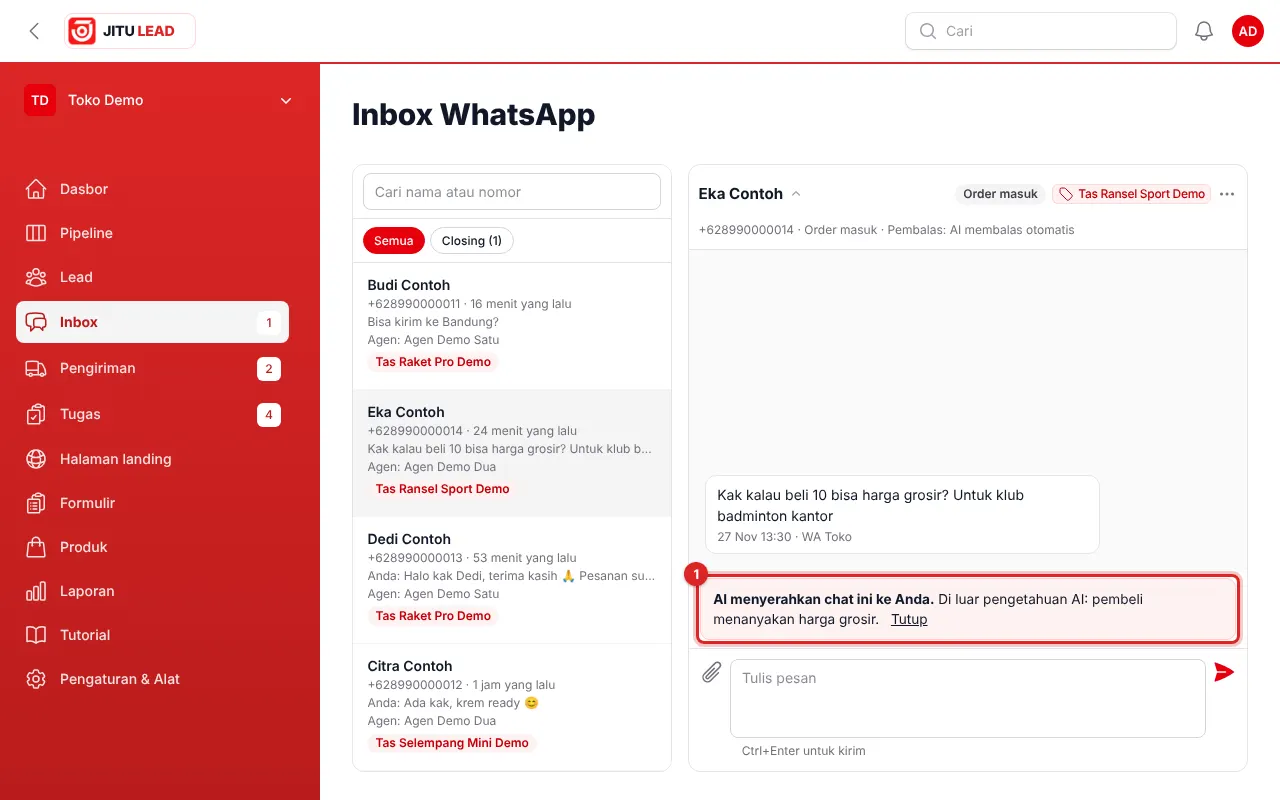 JITU LEAD
Cari
AD
TD Toko Demo
Dasbor
Pipeline
Lead
Inbox 1
Pengiriman 2
Tugas 4
Halaman landing
Formulir
Produk
Laporan
Tutorial
Pengaturan & Alat
Inbox WhatsApp
Cari nama atau nomor
Semua Closing (1)
Budi Contoh
+628990000011 · 16 menit yang lalu
Bisa kirim ke Bandung?
Agen: Agen Demo Satu
Tas Raket Pro Demo
Eka Contoh
+628990000014 · 24 menit yang lalu
Kak kalau beli 10 bisa harga grosir? Untuk klub b...
Agen: Agen Demo Dua
Tas Ransel Sport Demo
Dedi Contoh
+628990000013 · 53 menit yang lalu
Anda: Halo kak Dedi, terima kasih 🙏 Pesanan su...
Agen: Agen Demo Satu
Tas Raket Pro Demo
Citra Contoh
+628990000012 · 1 jam yang lalu
Anda: Ada kak, krem ready 😊
Agen: Agen Demo Dua
Tas Selempang Mini Demo
Eka Contoh Order masuk Tas Ransel Sport Demo
+628990000014 · Order masuk · Pembalas: AI membalas otomatis
Kak kalau beli 10 bisa harga grosir? Untuk klub
badminton kantor
27 Nov 13:30 · WA Toko
1
AI menyerahkan chat ini ke Anda. Di luar pengetahuan AI: pembeli
menanyakan harga grosir. Tutup
Tulis pesan
Ctrl+Enter untuk kirim